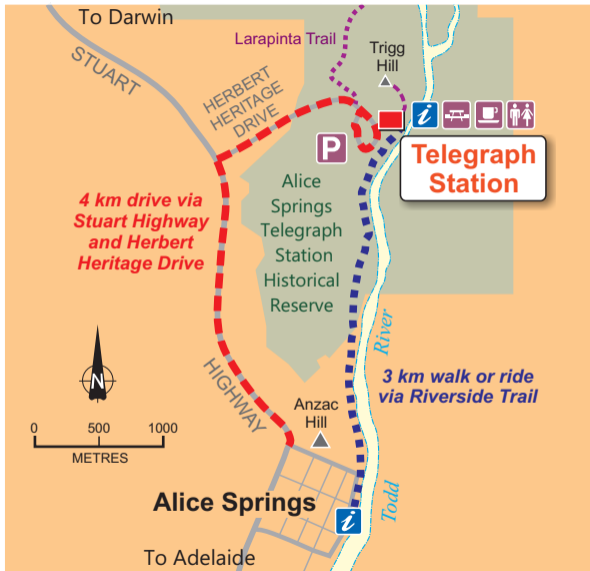 To Darwin
STUART
Larapinta Trail
Trigg
Hill
HERBERT
HERITAGE
DRIVE
i
P
Telegraph
Station
Alice
Springs
Telegraph
Station
Historical
Reserve
4 km drive via
Stuart Highway
and Herbert
Heritage Drive
River
N
HIGHWAY
3 km walk or ride
via Riverside Trail
Anzac
Hill
0 500 1000
METRES
Alice Springs
i
Todd
To Adelaide